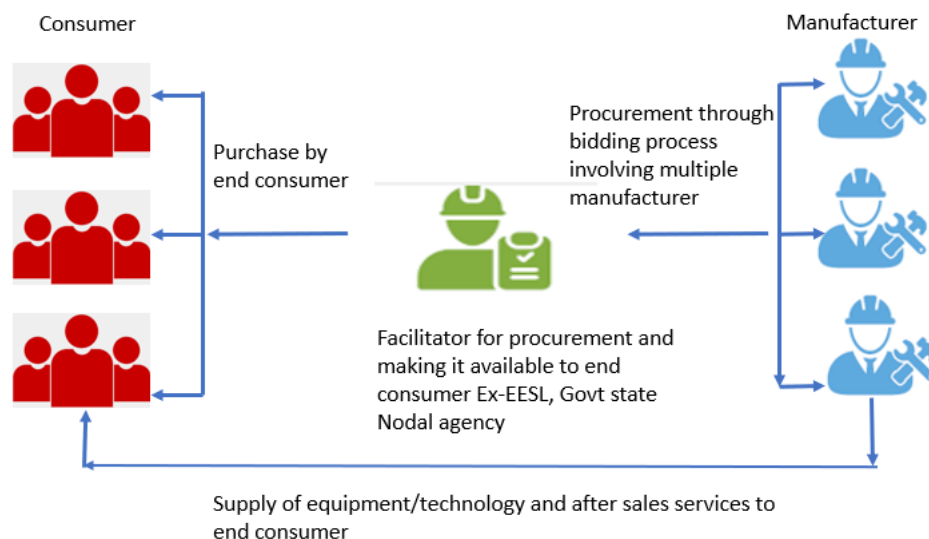 Consumer
Manufacturer
Purchase by
end consumer
Procurement through
bidding process
involving multiple
manufacturer
Facilitator for procurement and
making it available to end
consumer Ex-EESL, Govt state
Nodal agency
Supply of equipment/technology and after sales services to
end consumer